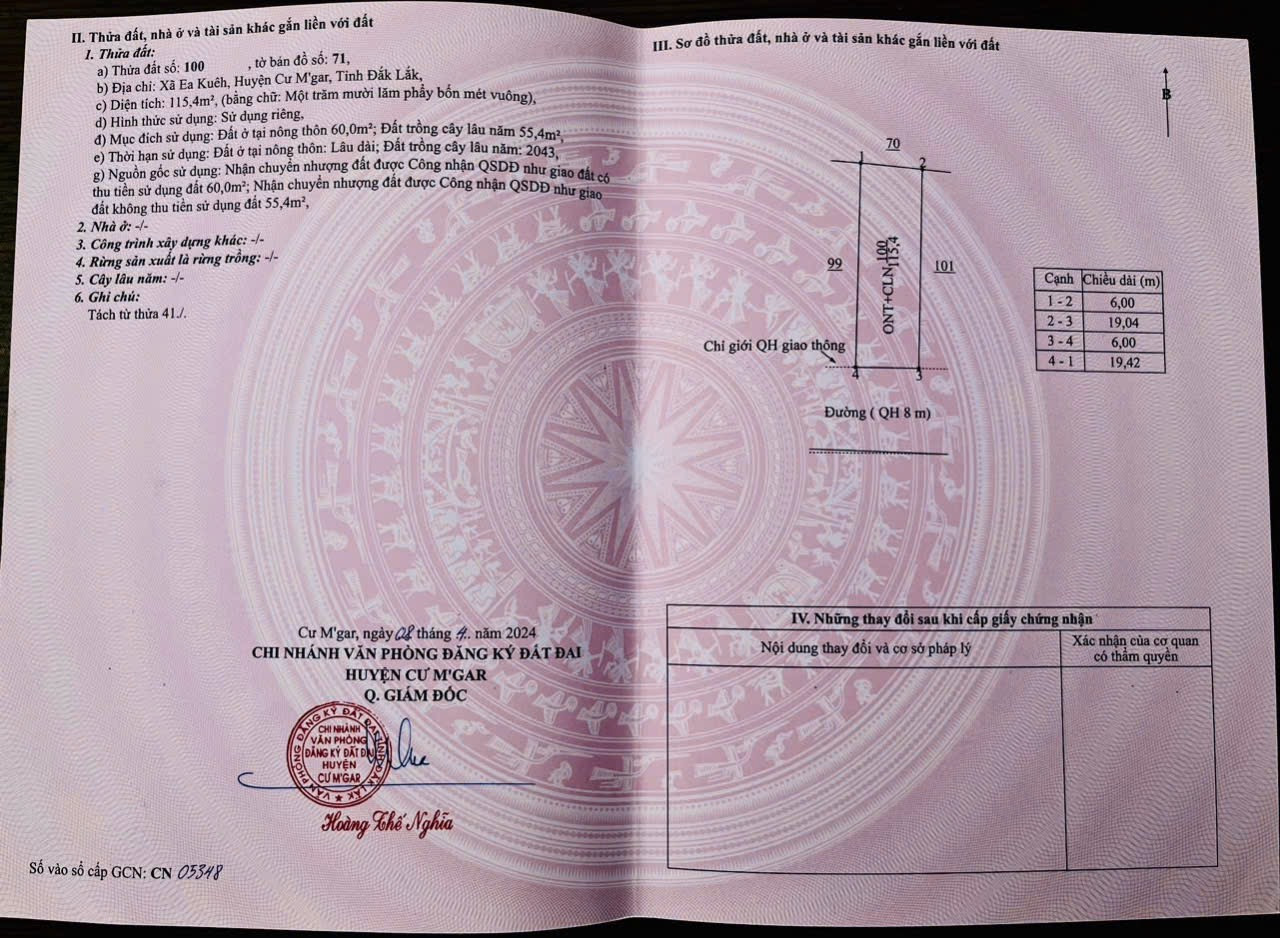 II. Thửa đất, nhà ở và tài sản khác gắn liền với đất
1. Thửa đất:
a) Thửa đất số: 100 , tờ bản đồ số: 71,
b) Địa chỉ: Xã Ea Kuêh, Huyện Cư M'gar, Tỉnh Đắk Lắk,
c) Diện tích: 115,4m², (bằng chữ: Một trăm mười lăm phẩy bốn mét vuông),
d) Hình thức sử dụng: Sử dụng riêng,
đ) Mục đích sử dụng: Đất ở tại nông thôn 60,0m²; Đất trồng cây lâu năm 55,4m²,
e) Thời hạn sử dụng: Đất ở tại nông thôn: Lâu dài; Đất trồng cây lâu năm: 2043,
g) Nguồn gốc sử dụng: Nhận chuyển nhượng đất được Công nhận QSDĐ như giao đất có
thu tiền sử dụng đất 60,0m²; Nhận chuyển nhượng đất được Công nhận QSDĐ như giao
đất không thu tiền sử dụng đất 55,4m²,
2. Nhà ở: -/-
3. Công trình xây dựng khác: -/-
4. Rừng sản xuất là rừng trồng: -/-
5. Cây lâu năm: -/-
6. Ghi chú:
Tách từ thửa 41./.
Cư M'gar, ngày 08 tháng 4. năm 2024
CHI NHÁNH VĂN PHÒNG ĐĂNG KÝ ĐẤT ĐAI
HUYỆN CƯ M'GAR
Q. GIÁM ĐỐC
VĂN PHÒNG ĐĂNG KÝ ĐẤT ĐAI TỈNH ĐẮK LẮK
CHI NHÁNH
VĂN PHÒNG
ĐĂNG KÝ ĐẤT ĐAI
HUYỆN
CƯ M'GAR
Hoàng Thế Nghĩa
Số vào sổ cấp GCN: CN 05348
III. Sơ đồ thửa đất, nhà ở và tài sản khác gắn liền với đất
B
70
1
2
99
ONT+CLN 100
115,4
101
Chỉ giới QH giao thông
4
3
Đường ( QH 8 m)
Cạnh Chiều dài (m)
1 - 2 6,00
2 - 3 19,04
3 - 4 6,00
4 - 1 19,42
IV. Những thay đổi sau khi cấp giấy chứng nhận
Nội dung thay đổi và cơ sở pháp lý
Xác nhận của cơ quan
có thẩm quyền